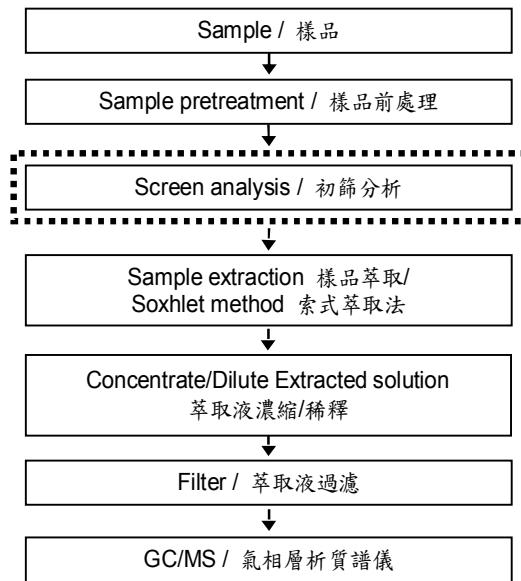 Sample / 樣品
Sample pretreatment / 樣品前處理
Screen analysis / 初篩分析
Sample extraction 樣品萃取/
Soxhlet method 索式萃取法
Concentrate/Dilute Extracted solution
萃取液濃縮/稀釋
Filter / 萃取液過濾
GC/MS / 氣相層析質譜儀